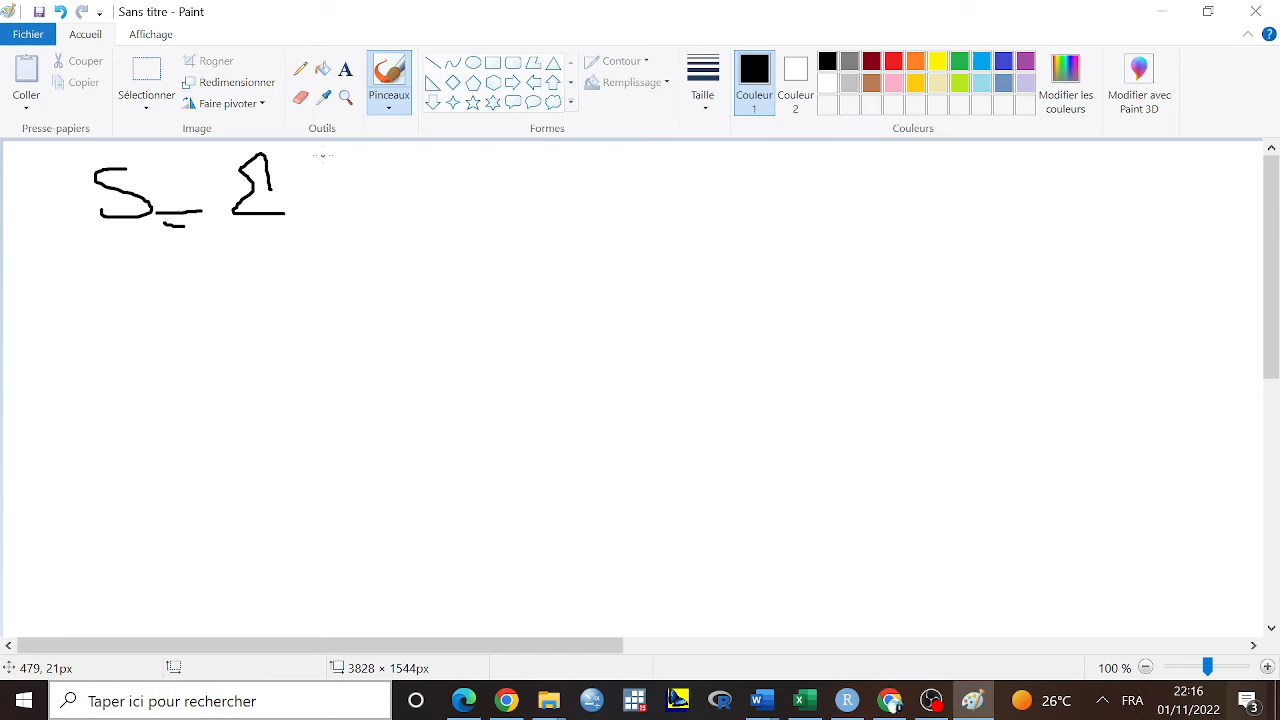 Sans titre - Paint
Fichier Accueil Affichage
Coller
Couper
Copier
Presse-papiers
Sélectionner
Rogner
Redimensionner
Faire pivoter
Image
A
Outils
Pinceaux
Contour
Remplissage
Formes
Taille
Couleur 1
Couleur 2
Modifier les couleurs
Couleurs
Modifier avec Paint 3D
S = Σ
479, 21px
3828 × 1544px
100 %
Taper ici pour rechercher
26°C
FRA
22:16
01/11/2022
3